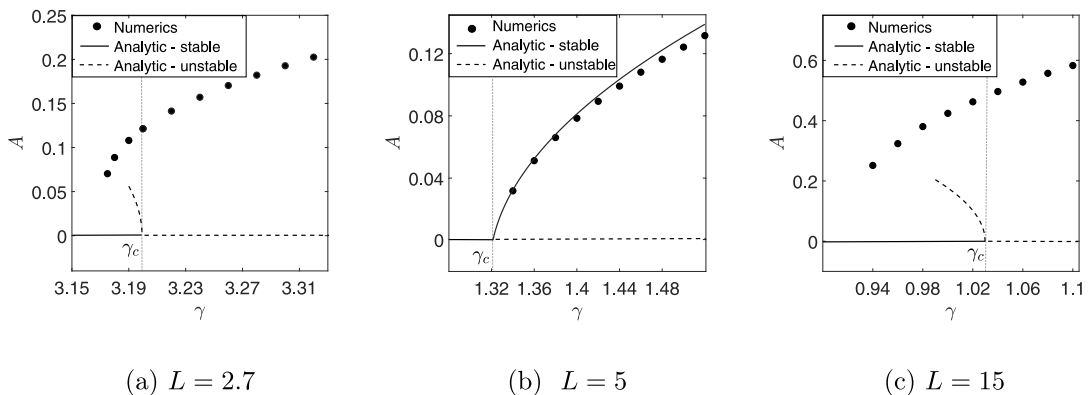 0.25
0.2
0.15
0.1
0.05
0
A
Numerics
Analytic - stable
Analytic - unstable
γc
3.15 3.19 3.23 3.27 3.31
γ
(a) L = 2.7
0.12
0.08
0.04
0
A
Numerics
Analytic - stable
Analytic - unstable
γc
1.32 1.36 1.4 1.44 1.48
γ
(b) L = 5
0.6
0.4
0.2
0
A
Numerics
Analytic - stable
Analytic - unstable
γc
0.94 0.98 1.02 1.06 1.1
γ
(c) L = 15